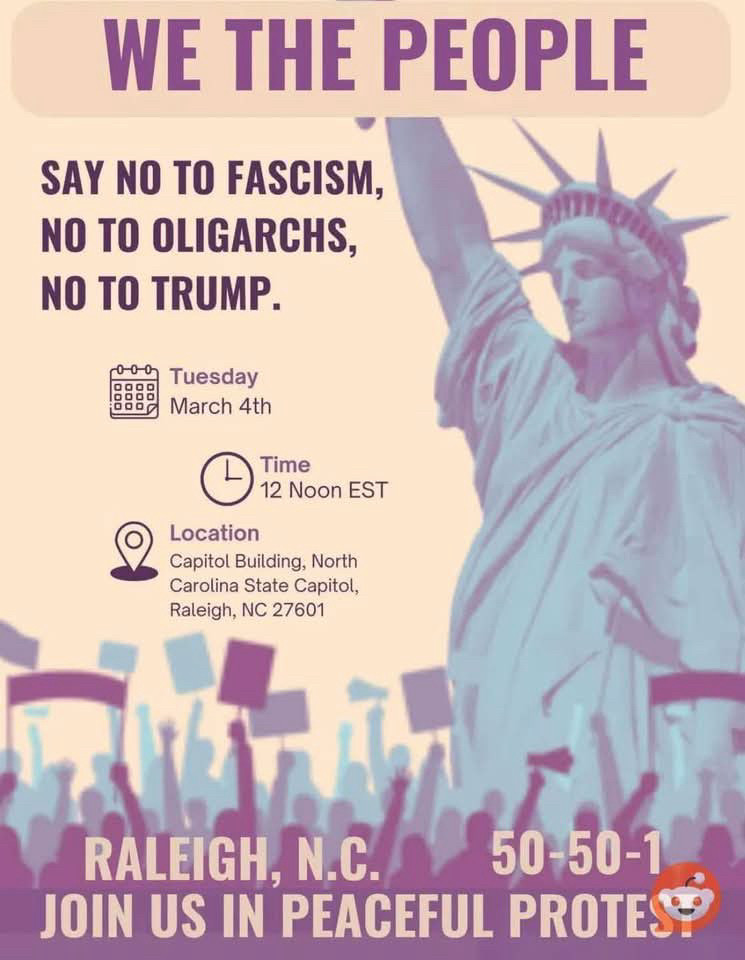 WE THE PEOPLE
SAY NO TO FASCISM,
NO TO OLIGARCHS,
NO TO TRUMP.
Tuesday
March 4th
Time
12 Noon EST
Location
Capitol Building, North
Carolina State Capitol,
Raleigh, NC 27601
RALEIGH, N.C.
50-50-1
JOIN US IN PEACEFUL PROTEST